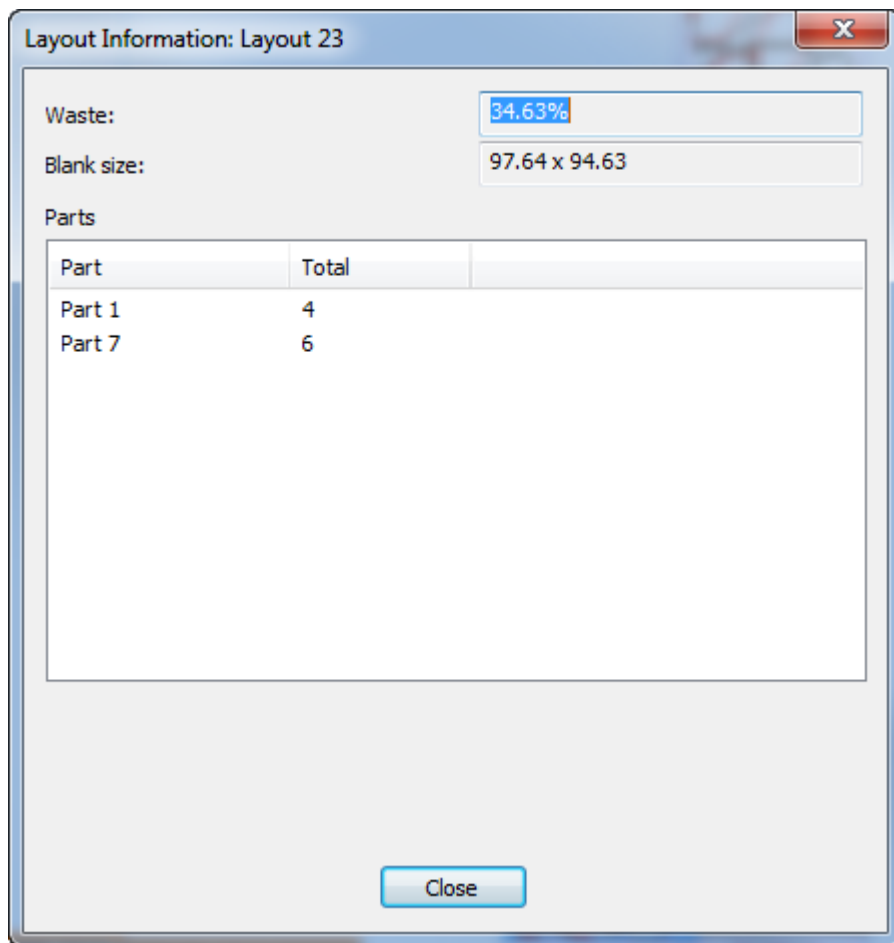 Layout Information: Layout 23
Waste: 34.63%
Blank size: 97.64 x 94.63
Parts
Part Total
Part 1 4
Part 7 6
Close